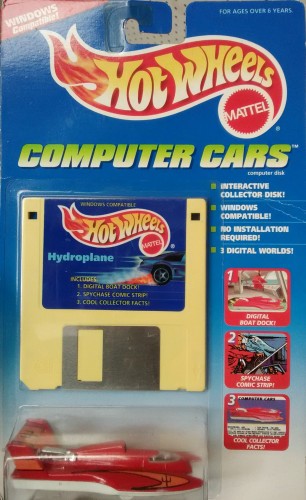 WINDOWS
Compatible!
FOR AGES OVER 6 YEARS.
HOT WHEELS
MATTEL
COMPUTER CARS™
computer disk
INTERACTIVE
COLLECTOR DISK!
WINDOWS
COMPATIBLE!
NO INSTALLATION
REQUIRED!
3 DIGITAL WORLDS!
WINDOWS COMPATIBLE
HOT WHEELS
MATTEL
Hydroplane
INCLUDES:
1. DIGITAL BOAT DOCK!
2. SPYCHASE COMIC STRIP!
3. COOL COLLECTOR FACTS!
1
DIGITAL
BOAT DOCK!
2
SPYCHASE
COMIC STRIP!
3
COMPUTER CARS
COOL COLLECTOR
FACTS!